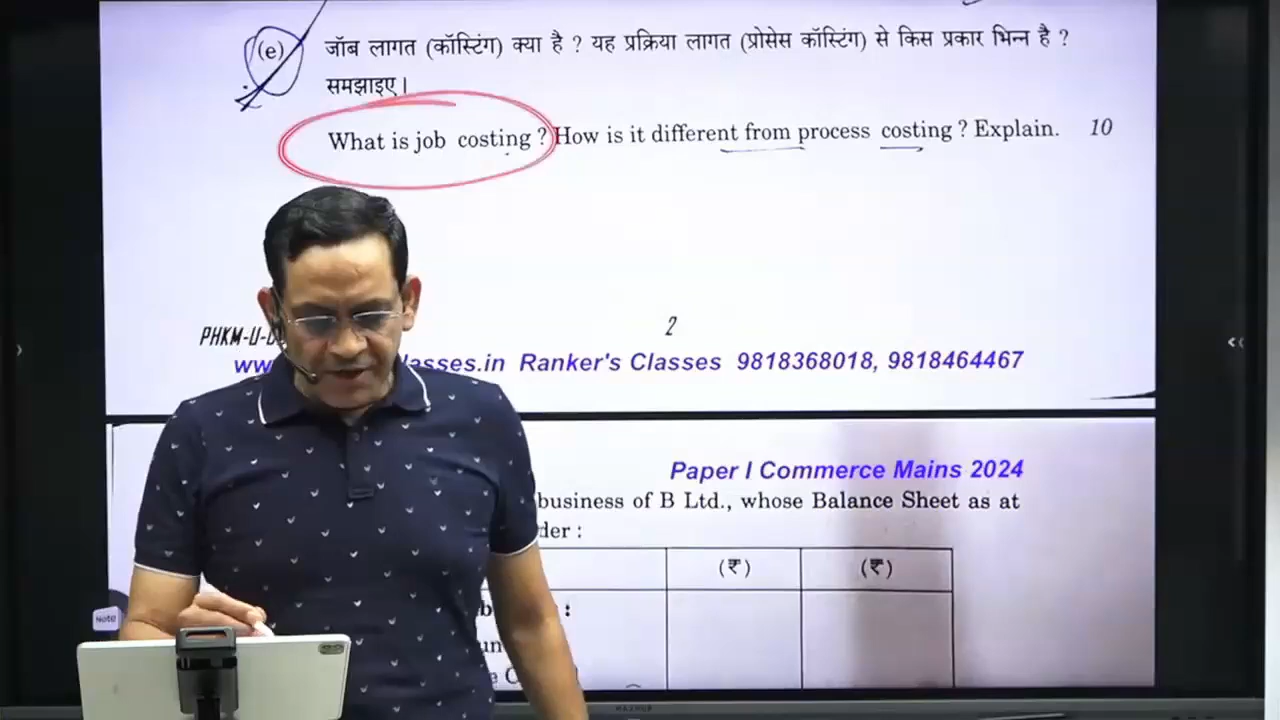 (e) जॉब लागत (कॉस्टिंग) क्या है ? यह प्रक्रिया लागत (प्रोसेस कॉस्टिंग) से किस प्रकार भिन्न है ?
समझाइए।
What is job costing ? How is it different from process costing ? Explain. 10
2
Ranker's Classes 9818368018, 9818464467
Paper I Commerce Mains 2024
business of B Ltd., whose Balance Sheet as at
(₹) (₹)
Note